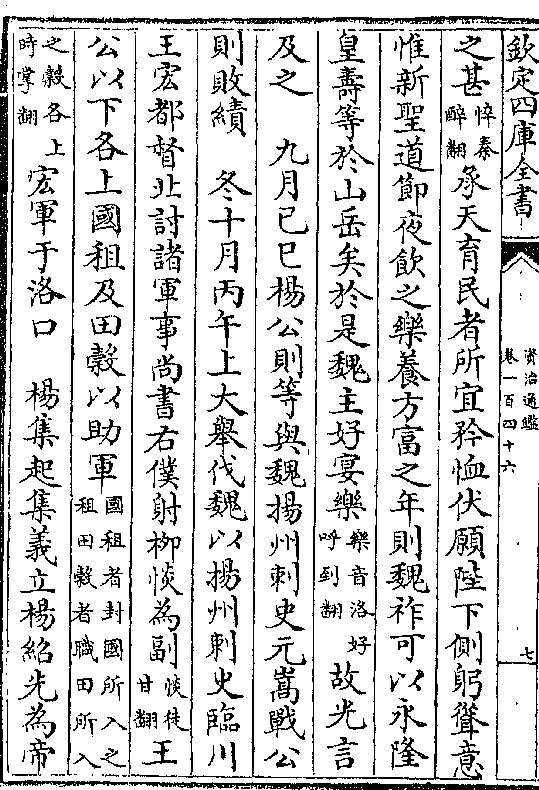 欽定四庫全書
資治通鑑
卷一百四十六
七
之甚悴秦醉翻承天育民者所宜矜恤伏願陛下側躬聳意
惟新聖道節夜飲之樂養方富之年則魏祚可以永隆
皇壽等於山岳矣於是魏主好宴樂樂音洛好呼到翻故光言
及之　九月己巳楊公則等與魏揚州刺史元嵩戰公
則敗績　冬十月丙午上大舉伐魏以揚州刺史臨川
王宏都督北討諸軍事尚書右僕射柳惔為副惔徒甘翻王
公以下各上國租及田穀以助軍國租者封國所入之租田穀者職田所入
之穀各上時掌翻宏軍于洛口　楊集起集義立楊紹先為帝